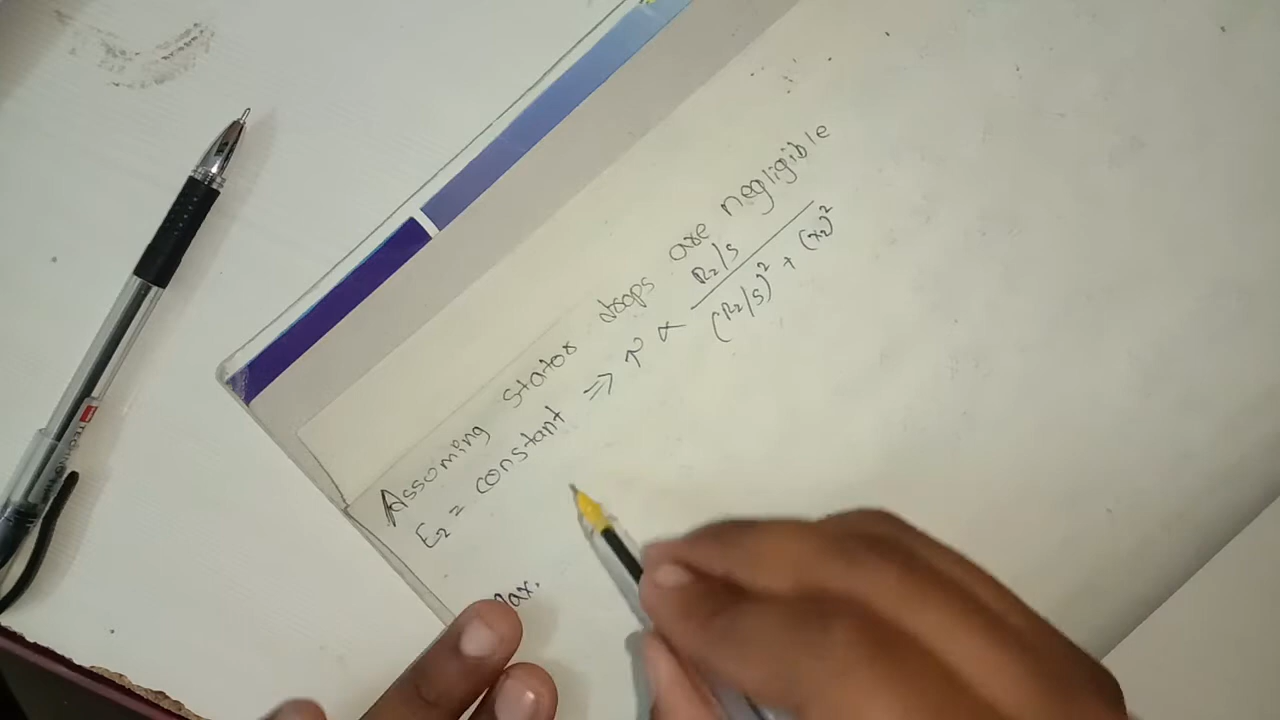 Assuming stator drops are negligible
E₂ = constant ⇒ τ ∝ (R₂/s) / ((R₂/s)² + (x₂)²)
Max.